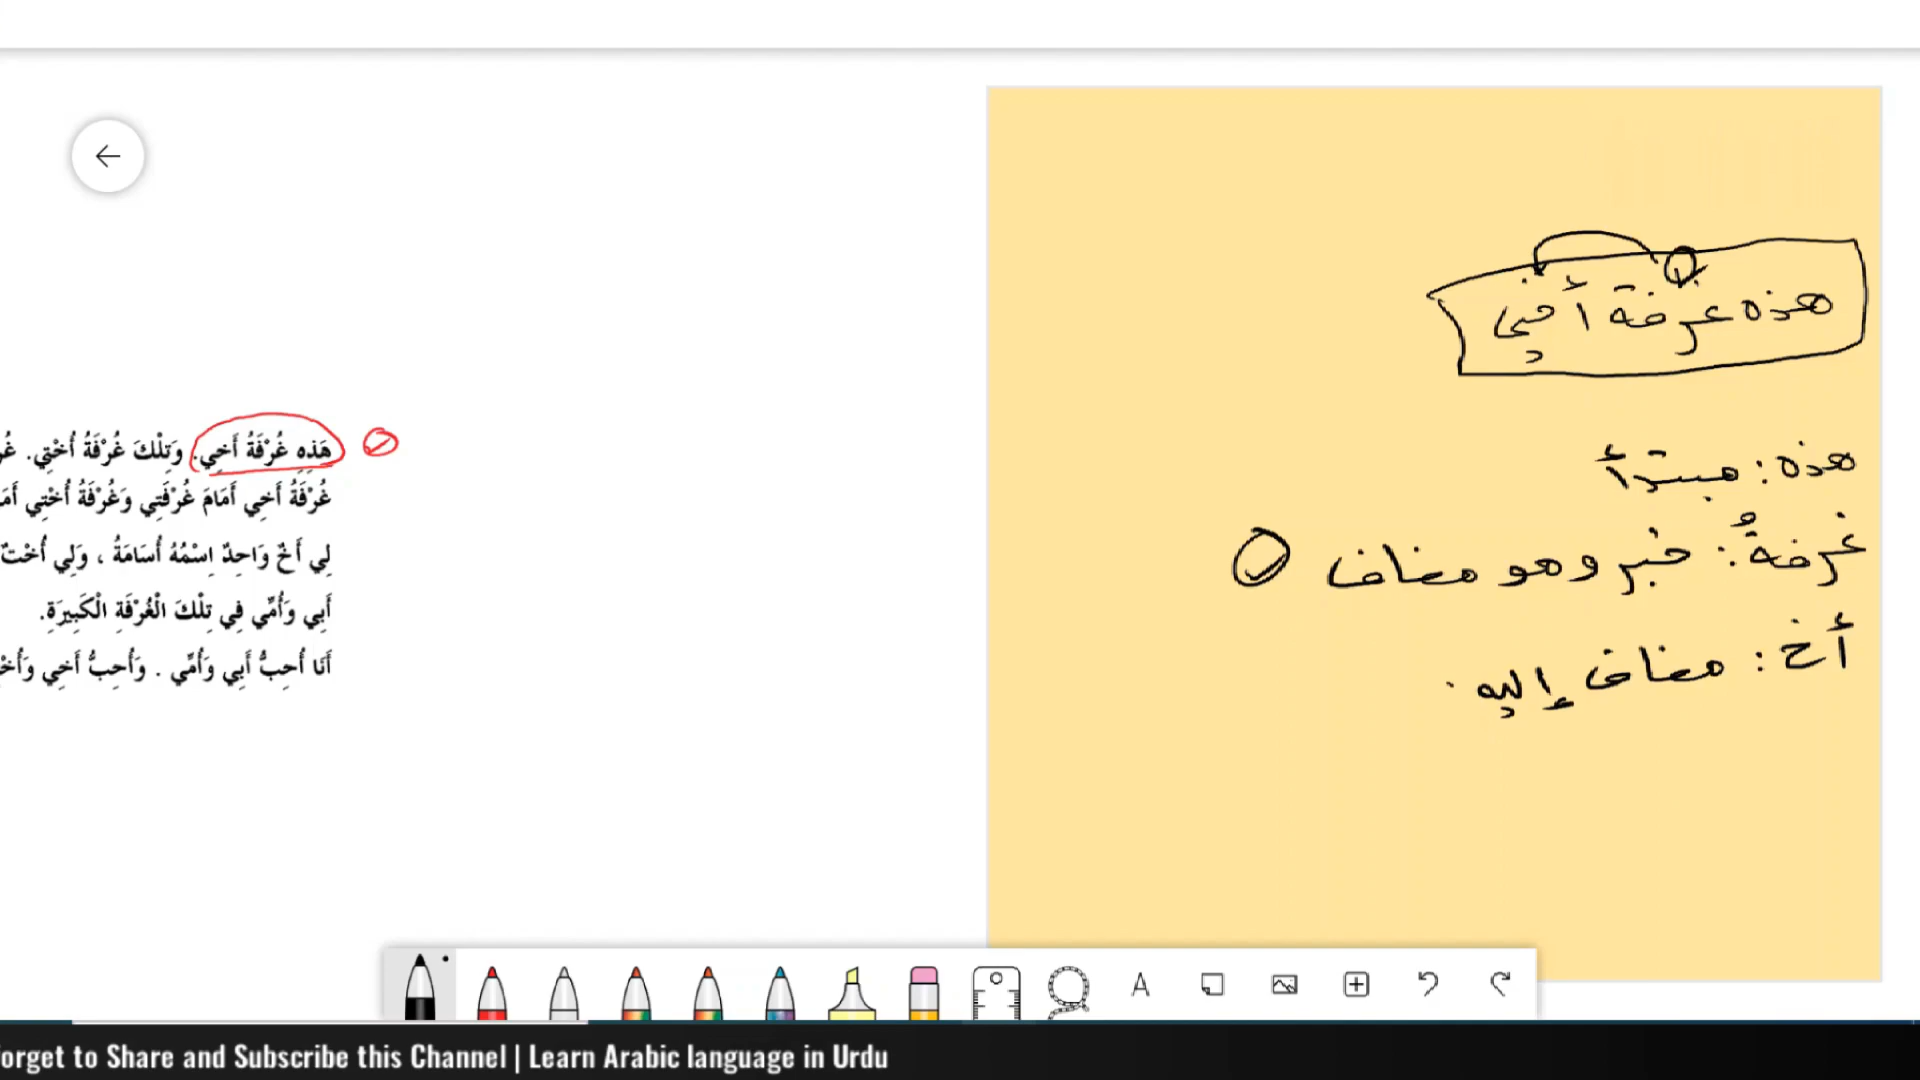 هذه غرفة أخي
هذه: مبتدأ
غرفةُ: خبر وهو مضاف
أخ: مضاف إليه.
هَذِهِ غُرْفَةُ أَخِي. وَتِلْكَ غُرْفَةُ أُخْتِي.
غُرْفَةُ أَخِي أَمَامَ غُرْفَتِي وَغُرْفَةُ أُخْتِي
لِي أَخٌ وَاحِدٌ اِسْمُهُ أُسَامَةُ ، وَلِي أُخْتٌ
أَبِي وَأُمِّي فِي تِلْكَ الْغُرْفَةِ الْكَبِيرَةِ.
أَنَا أُحِبُّ أَبِي وَأُمِّي . وَأُحِبُّ أَخِي
A
orget to Share and Subscribe this Channel | Learn Arabic language in Urdu